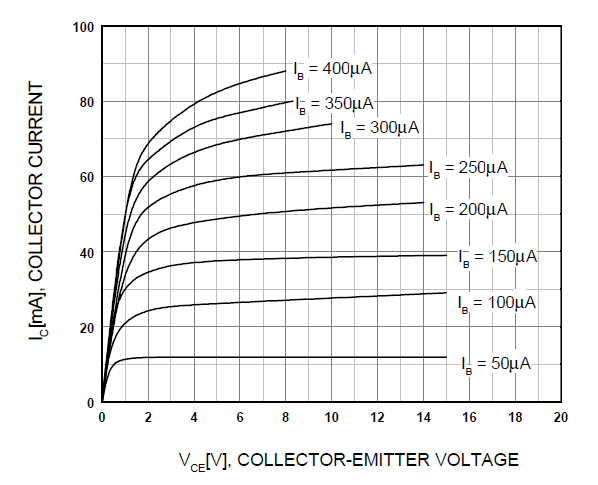 I_C[mA], COLLECTOR CURRENT
100
80
60
40
20
0
I_B = 400μA
I_B = 350μA
I_B = 300μA
I_B = 250μA
I_B = 200μA
I_B = 150μA
I_B = 100μA
I_B = 50μA
0 2 4 6 8 10 12 14 16 18 20
V_CE[V], COLLECTOR-EMITTER VOLTAGE